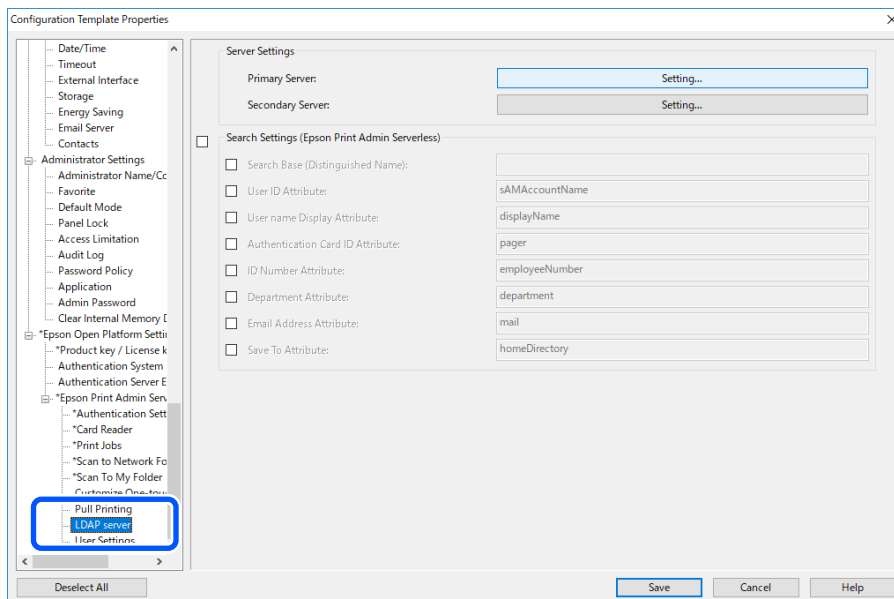 Configuration Template Properties
Date/Time
Timeout
External Interface
Storage
Energy Saving
Email Server
Contacts
Administrator Settings
Administrator Name/Co
Favorite
Default Mode
Panel Lock
Access Limitation
Audit Log
Password Policy
Application
Admin Password
Clear Internal Memory D
*Epson Open Platform Settin
*Product key / License k
Authentication System
Authentication Server E
*Epson Print Admin Serv
*Authentication Sett
*Card Reader
*Print Jobs
*Scan to Network Fo
*Scan To My Folder
Customize One-tou
Pull Printing
LDAP server
User Settings
Server Settings
Primary Server: Setting...
Secondary Server: Setting...
Search Settings (Epson Print Admin Serverless)
Search Base (Distinguished Name):
User ID Attribute: sAMAccountName
User name Display Attribute: displayName
Authentication Card ID Attribute: pager
ID Number Attribute: employeeNumber
Department Attribute: department
Email Address Attribute: mail
Save To Attribute: homeDirectory
Deselect All Save Cancel Help